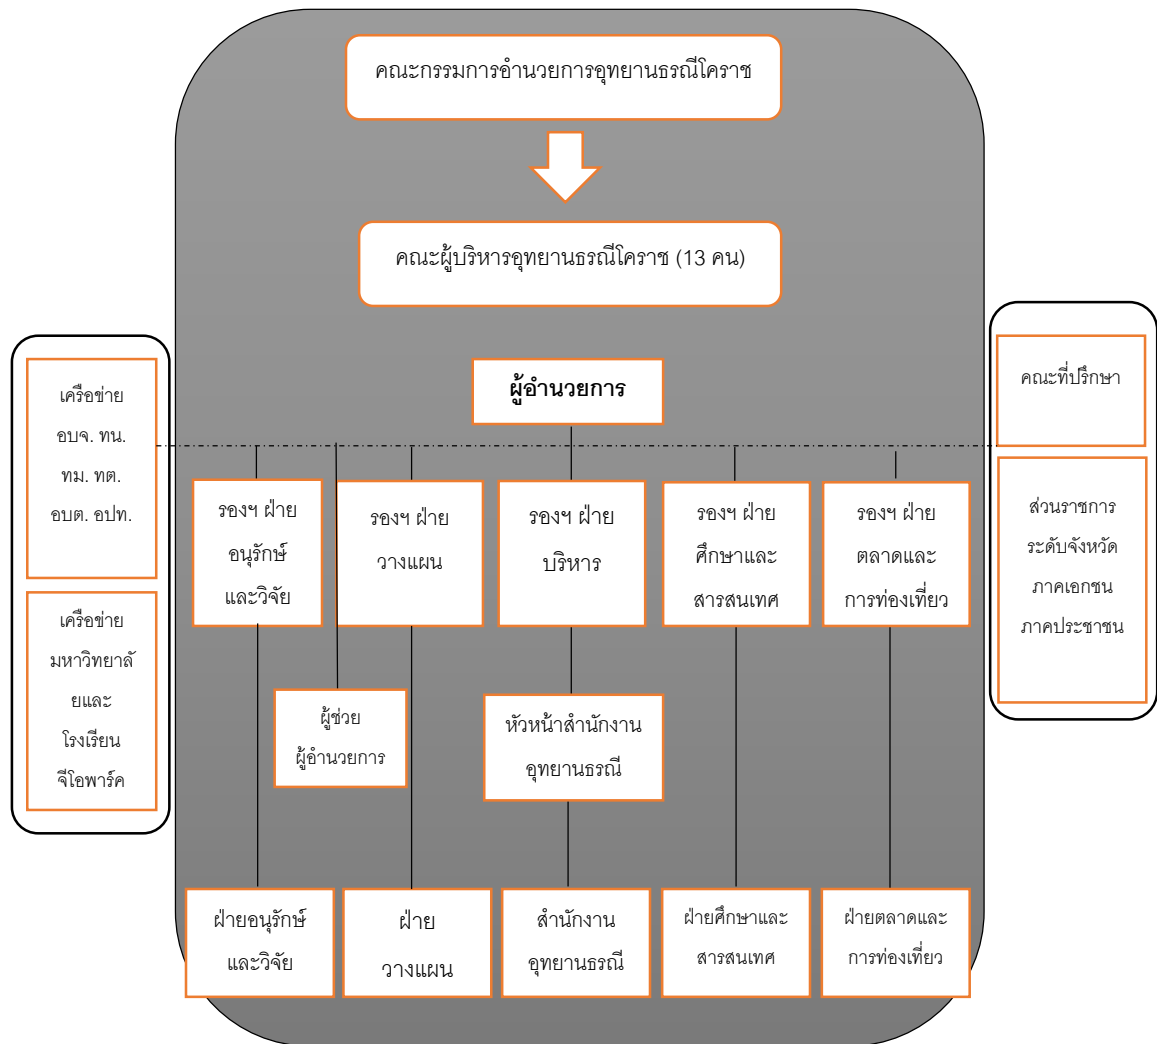 คณะกรรมการอำนวยการอุทยานธรณีโคราช
คณะผู้บริหารอุทยานธรณีโคราช (13 คน)
ผู้อำนวยการ
เครือข่าย
อบจ. ทน.
ทม. ทต.
อบต. อปท.
เครือข่าย
มหาวิทยาลั
ยและ
โรงเรียน
จีโอพาร์ค
คณะที่ปรึกษา
ส่วนราชการ
ระดับจังหวัด
ภาคเอกชน
ภาคประชาชน
รองฯ ฝ่าย
อนุรักษ์
และวิจัย
รองฯ ฝ่าย
วางแผน
รองฯ ฝ่าย
บริหาร
รองฯ ฝ่าย
ศึกษาและ
สารสนเทศ
รองฯ ฝ่าย
ตลาดและ
การท่องเที่ยว
ผู้ช่วย
ผู้อำนวยการ
หัวหน้าสำนักงาน
อุทยานธรณี
ฝ่ายอนุรักษ์
และวิจัย
ฝ่าย
วางแผน
สำนักงาน
อุทยานธรณี
ฝ่ายศึกษาและ
สารสนเทศ
ฝ่ายตลาดและ
การท่องเที่ยว